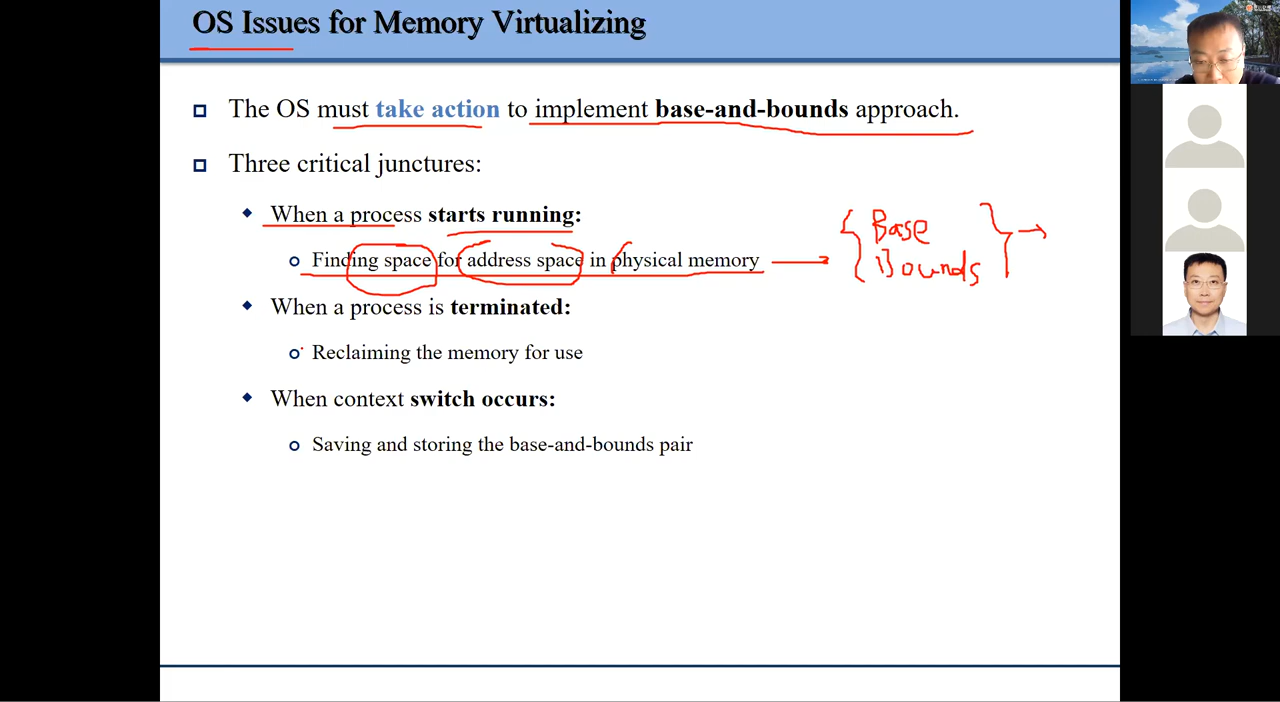 OS Issues for Memory Virtualizing
The OS must take action to implement base-and-bounds approach.
Three critical junctures:
When a process starts running:
Finding space for address space in physical memory
Base
Bounds
When a process is terminated:
Reclaiming the memory for use
When context switch occurs:
Saving and storing the base-and-bounds pair